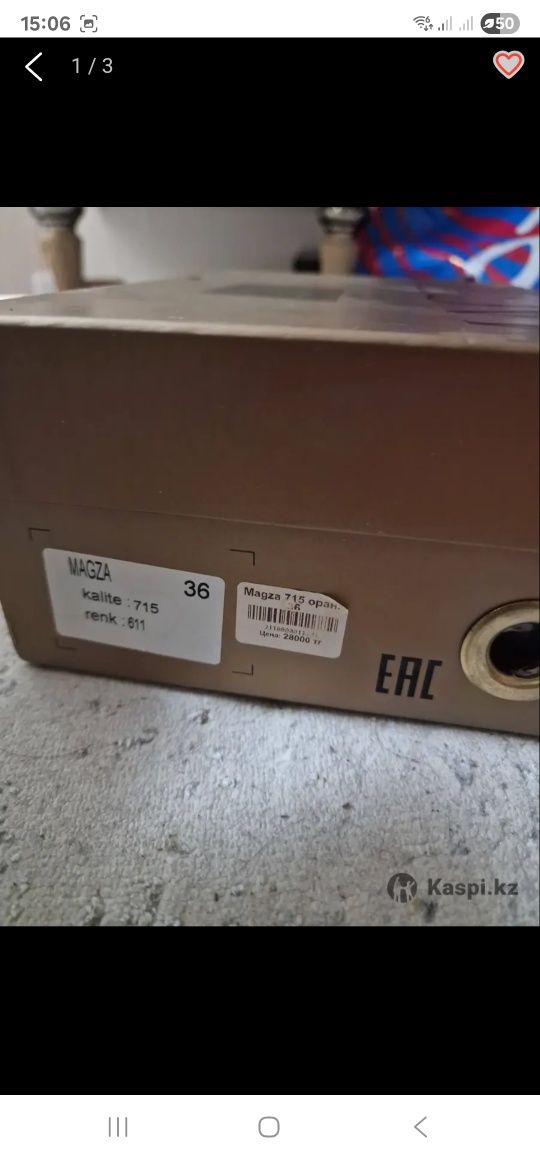 15:06
50
1 / 3
MAGZA
36
kalite : 715
renk : 611
Magza 715 оран.
36
Цена: 28000 тг
EAC
Kaspi.kz